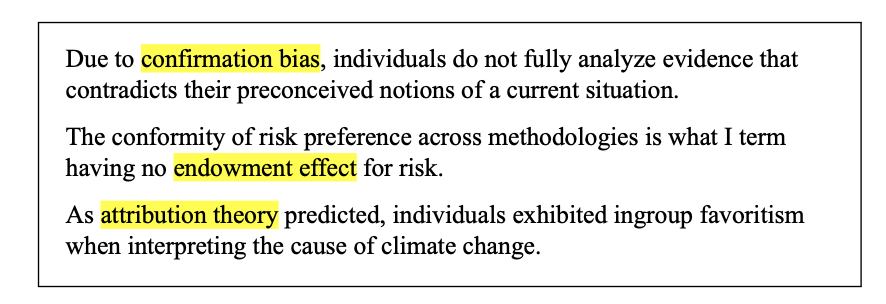 Due to confirmation bias, individuals do not fully analyze evidence that
contradicts their preconceived notions of a current situation.
The conformity of risk preference across methodologies is what I term
having no endowment effect for risk.
As attribution theory predicted, individuals exhibited ingroup favoritism
when interpreting the cause of climate change.